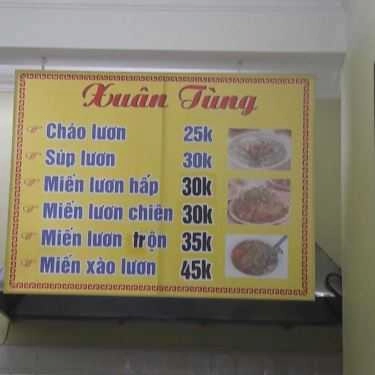 Xuân Tùng
Cháo lươn 25k
Súp lươn 30k
Miến lươn hấp 30k
Miến lươn chiên 30k
Miến lươn trộn 35k
Miến xào lươn 45k